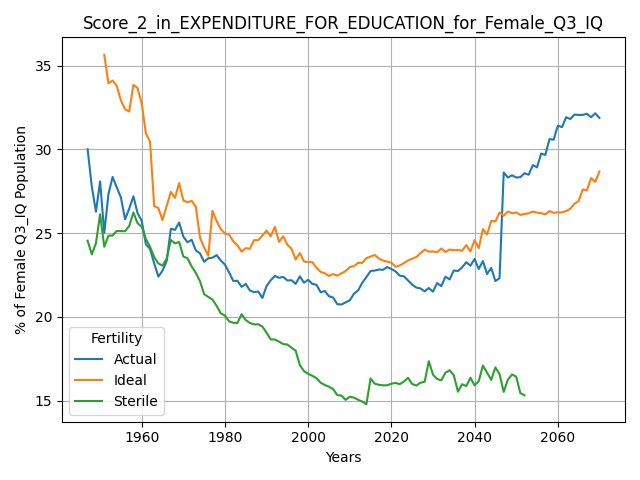 Score_2_in_EXPENDITURE_FOR_EDUCATION_for_Female_Q3_IQ
% of Female Q3_IQ Population
35
30
25
20
15
Fertility
Actual
Ideal
Sterile
1960
1980
2000
2020
2040
2060
Years